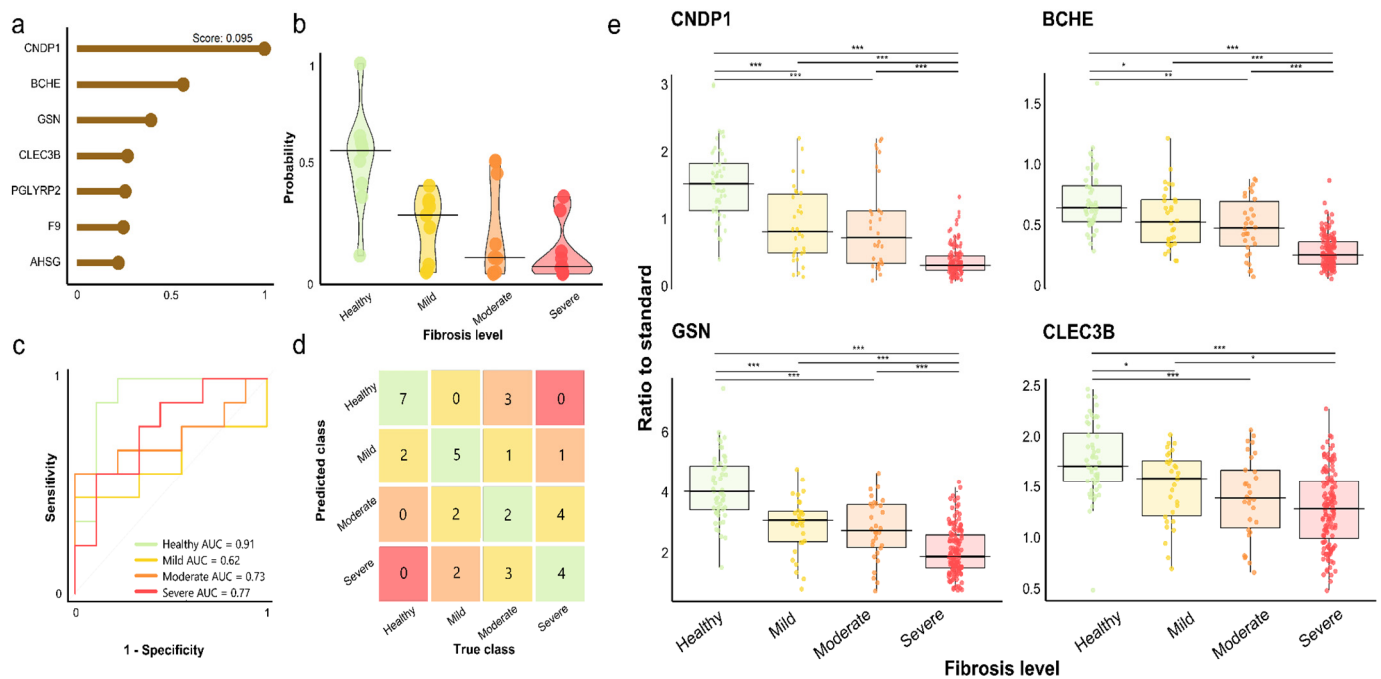 a
CNDP1
Score: 0.095
BCHE
GSN
CLEC3B
PGLYRP2
F9
AHSG
0
0.5
1
b
Probability
1
0.5
0
Healthy
Mild
Moderate
Severe
Fibrosis level
c
Sensitivity
1
0
Healthy AUC = 0.91
Mild AUC = 0.62
Moderate AUC = 0.73
Severe AUC = 0.77
0
1
1 - Specificity
d
Predicted class
Healthy
7
0
3
0
Mild
2
5
1
1
Moderate
0
2
2
4
Severe
0
2
3
4
Healthy
Mild
Moderate
Severe
True class
e
Ratio to standard
CNDP1
***
***
***
***
***
3
2
1
0
BCHE
***
*
***
***
**
1.5
1.0
0.5
0
GSN
***
***
***
***
***
6
4
2
Healthy
Mild
Moderate
Severe
CLEC3B
***
*
*
***
2.5
2.0
1.5
1.0
0.5
Healthy
Mild
Moderate
Severe
Fibrosis level